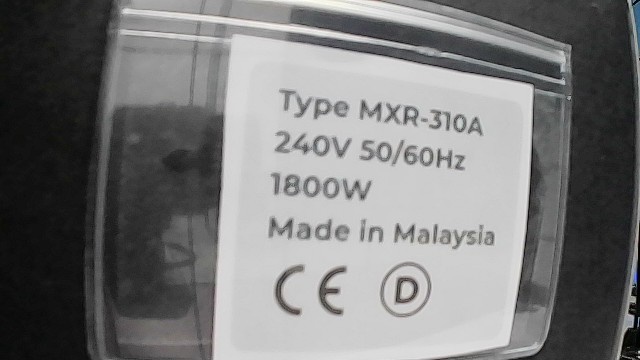 Type MXR-310A
240V 50/60Hz
1800W
Made in Malaysia
CE D